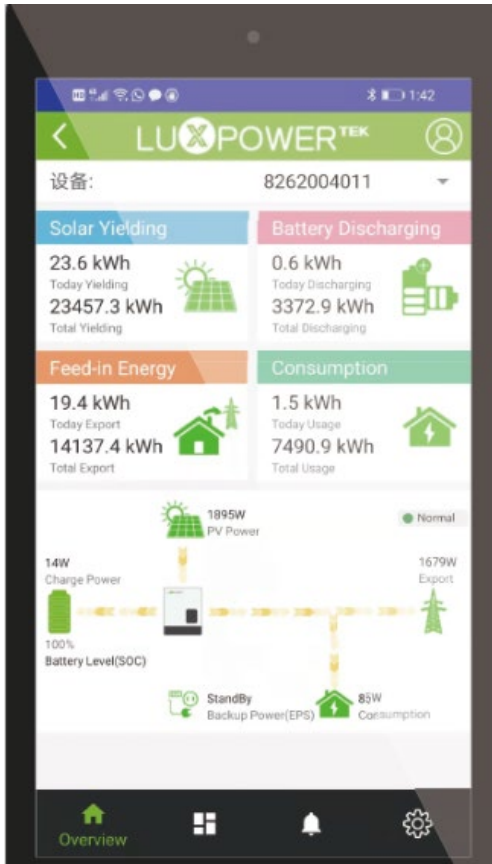 1:42
LUXPOWER TEK
设备:
8262004011
Solar Yielding
23.6 kWh
Today Yielding
23457.3 kWh
Total Yielding
Battery Discharging
0.6 kWh
Today Discharging
3372.9 kWh
Total Discharging
Feed-in Energy
19.4 kWh
Today Export
14137.4 kWh
Total Export
Consumption
1.5 kWh
Today Usage
7490.9 kWh
Total Usage
1895W
PV Power
Normal
14W
Charge Power
1679W
Export
100%
Battery Level(SOC)
StandBy
Backup Power(EPS)
85W
Consumption
Overview